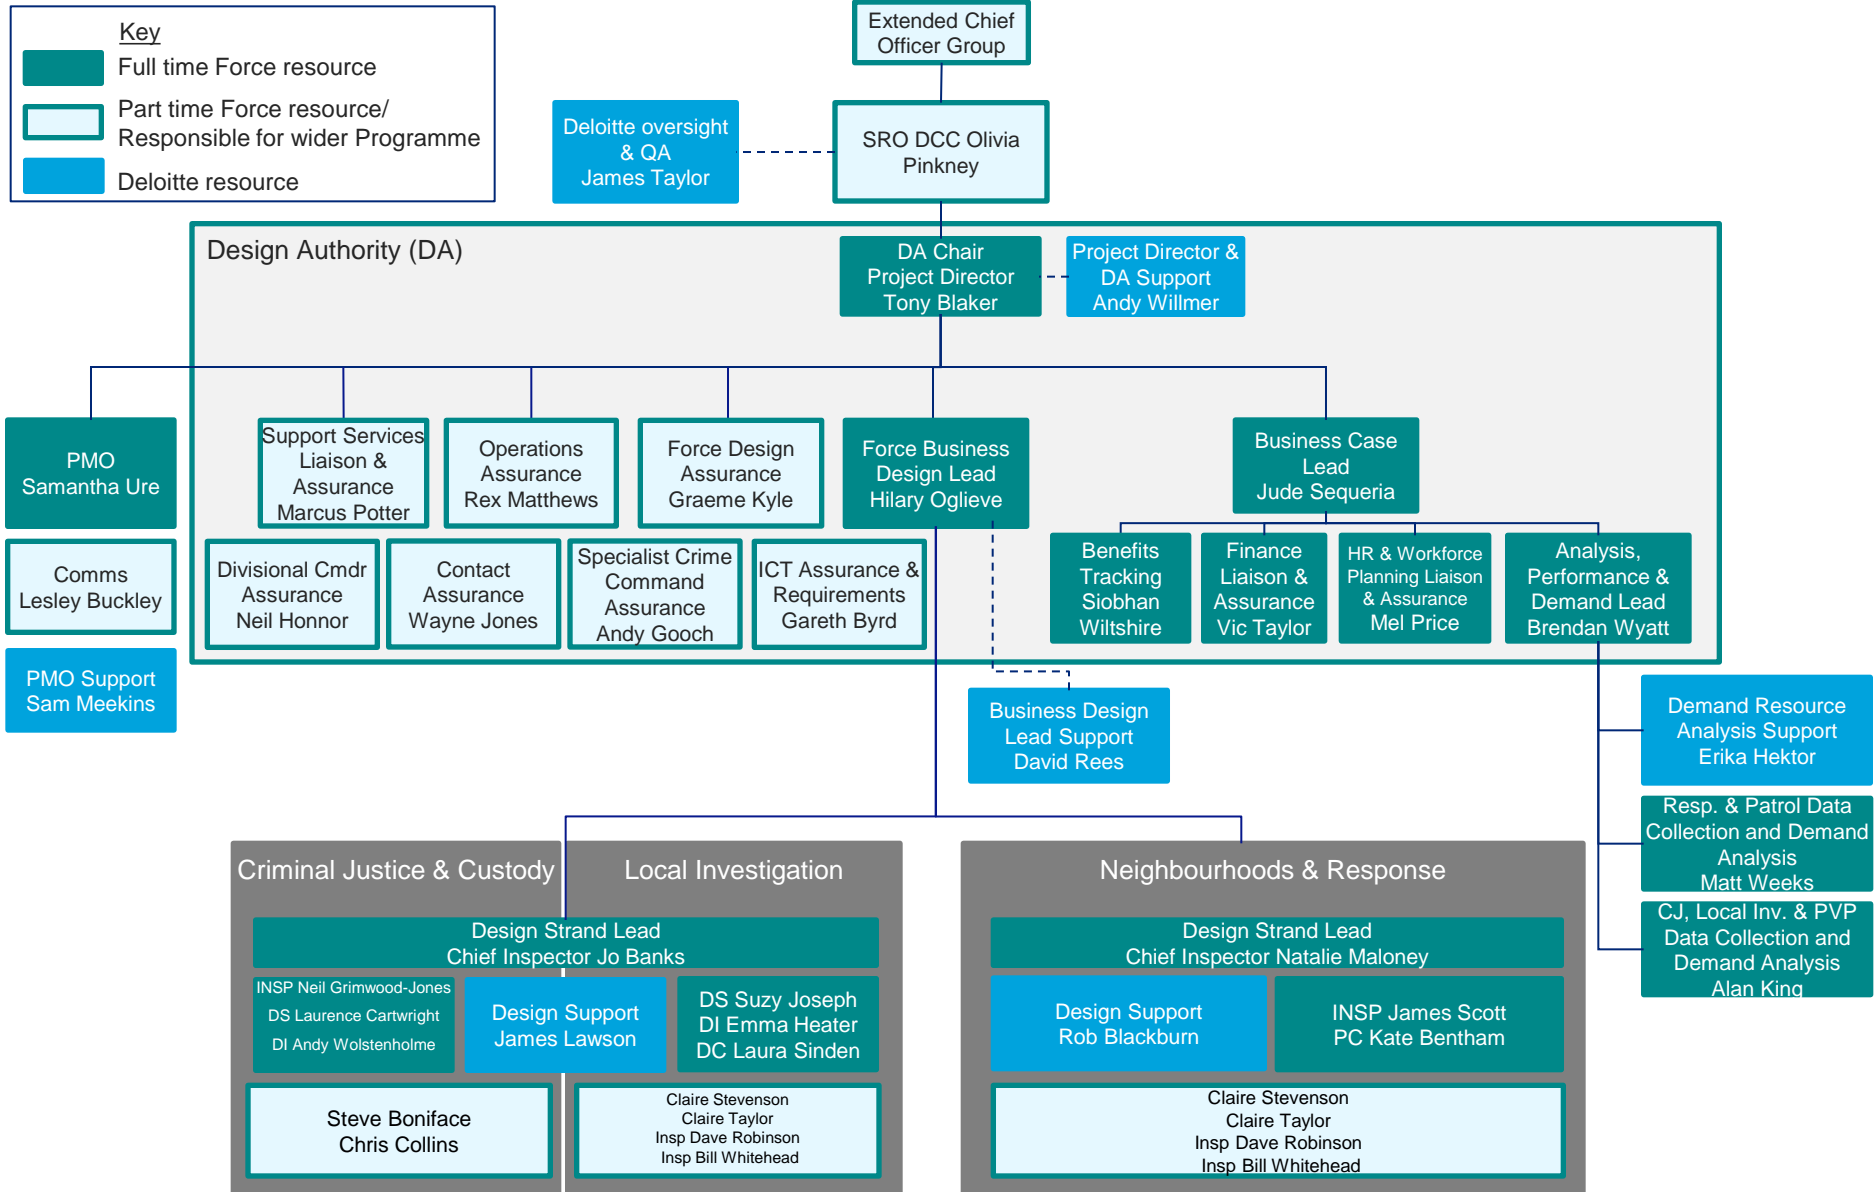 Key
Full time Force resource
Part time Force resource/
Responsible for wider Programme
Deloitte resource
Extended Chief
Officer Group
Deloitte oversight
& QA
James Taylor
SRO DCC Olivia
Pinkney
Design Authority (DA)
DA Chair
Project Director
Tony Blaker
Project Director &
DA Support
Andy Willmer
PMO
Samantha Ure
Support Services
Liaison &
Assurance
Marcus Potter
Operations
Assurance
Rex Matthews
Force Design
Assurance
Graeme Kyle
Force Business
Design Lead
Hilary Oglieve
Business Case
Lead
Jude Sequeria
Comms
Lesley Buckley
Divisional Cmdr
Assurance
Neil Honnor
Contact
Assurance
Wayne Jones
Specialist Crime
Command
Assurance
Andy Gooch
ICT Assurance &
Requirements
Gareth Byrd
Benefits
Tracking
Siobhan
Wiltshire
Finance
Liaison &
Assurance
Vic Taylor
HR & Workforce
Planning Liaison
& Assurance
Mel Price
Analysis,
Performance &
Demand Lead
Brendan Wyatt
PMO Support
Sam Meekins
Business Design
Lead Support
David Rees
Demand Resource
Analysis Support
Erika Hektor
Resp. & Patrol Data
Collection and Demand
Analysis
Matt Weeks
CJ, Local Inv. & PVP
Data Collection and
Demand Analysis
Alan King
Criminal Justice & Custody
Local Investigation
Design Strand Lead
Chief Inspector Jo Banks
INSP Neil Grimwood-Jones
DS Laurence Cartwright
DI Andy Wolstenholme
Design Support
James Lawson
DS Suzy Joseph
DI Emma Heater
DC Laura Sinden
Steve Boniface
Chris Collins
Claire Stevenson
Claire Taylor
Insp Dave Robinson
Insp Bill Whitehead
Neighbourhoods & Response
Design Strand Lead
Chief Inspector Natalie Maloney
Design Support
Rob Blackburn
INSP James Scott
PC Kate Bentham
Claire Stevenson
Claire Taylor
Insp Dave Robinson
Insp Bill Whitehead